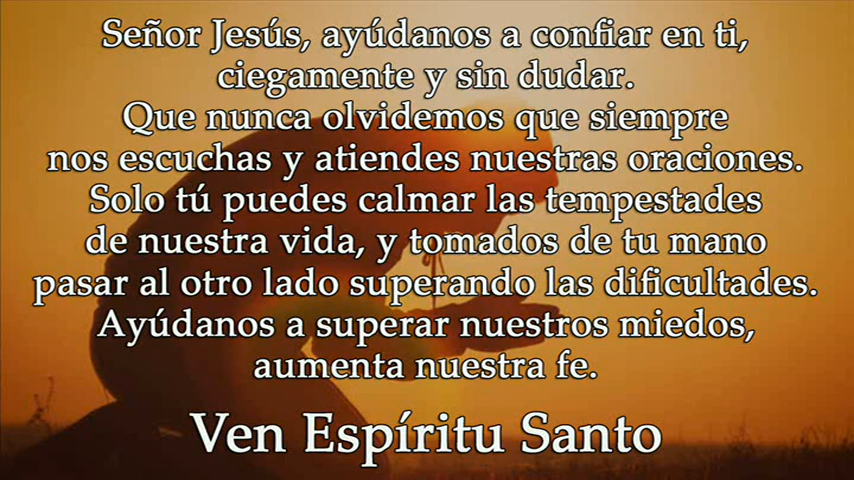 Señor Jesús, ayúdanos a confiar en ti,
ciegamente y sin dudar.
Que nunca olvidemos que siempre
nos escuchas y atiendes nuestras oraciones.
Solo tú puedes calmar las tempestades
de nuestra vida, y tomados de tu mano
pasar al otro lado superando las dificultades.
Ayúdanos a superar nuestros miedos,
aumenta nuestra fe.
Ven Espíritu Santo